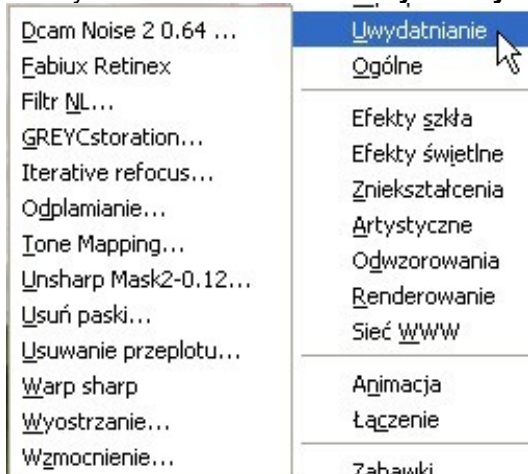 Dcam Noise 2 0.64 ...
Fabiux Retinex
Filtr NL...
GREYCstoration...
Iterative refocus...
Odplamianie...
Tone Mapping...
Unsharp Mask2-0.12...
Usuń paski...
Usuwanie przeplotu...
Warp sharp
Wyostrzanie...
Wzmocnienie...
Uwydatnianie
Ogólne
Efekty szkła
Efekty świetlne
Zniekształcenia
Artystyczne
Odwzorowania
Renderowanie
Sieć WWW
Animacja
Łączenie
Zabawki